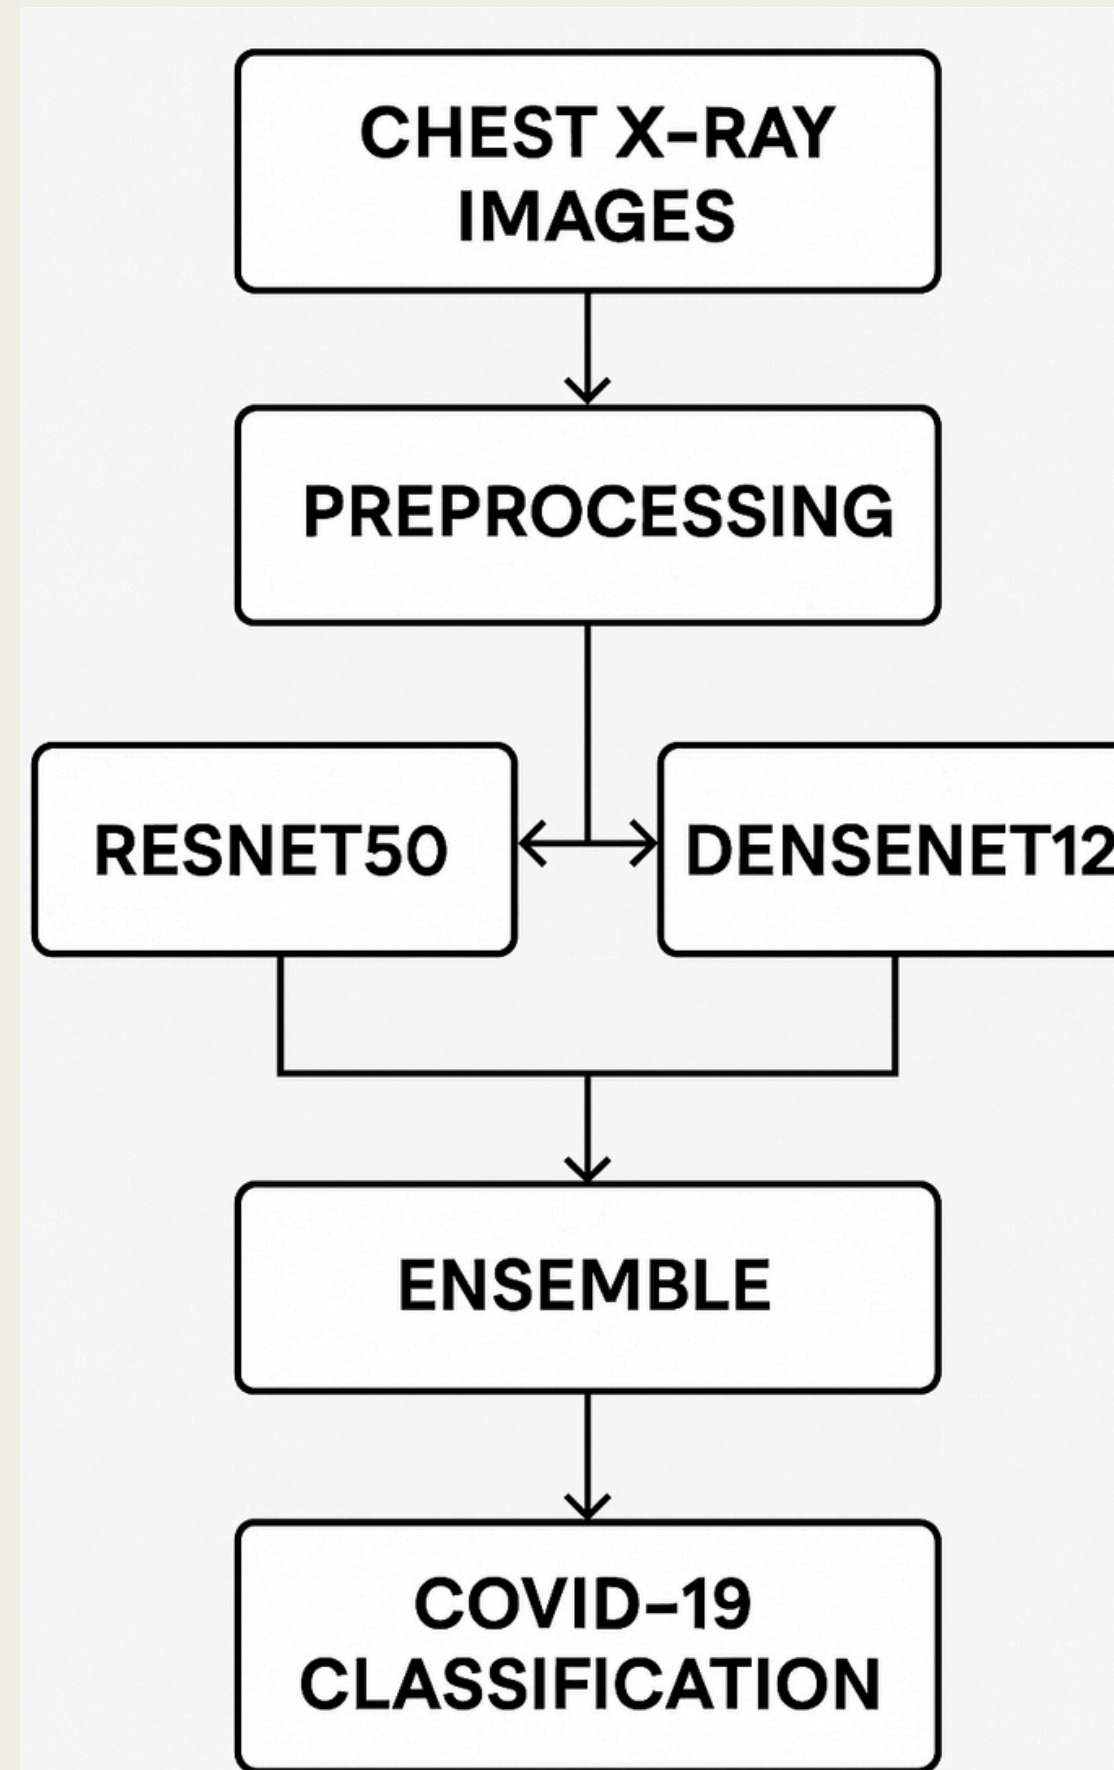 CHEST X-RAY
IMAGES
PREPROCESSING
RESNET50
DENSENET12
ENSEMBLE
COVID-19
CLASSIFICATION